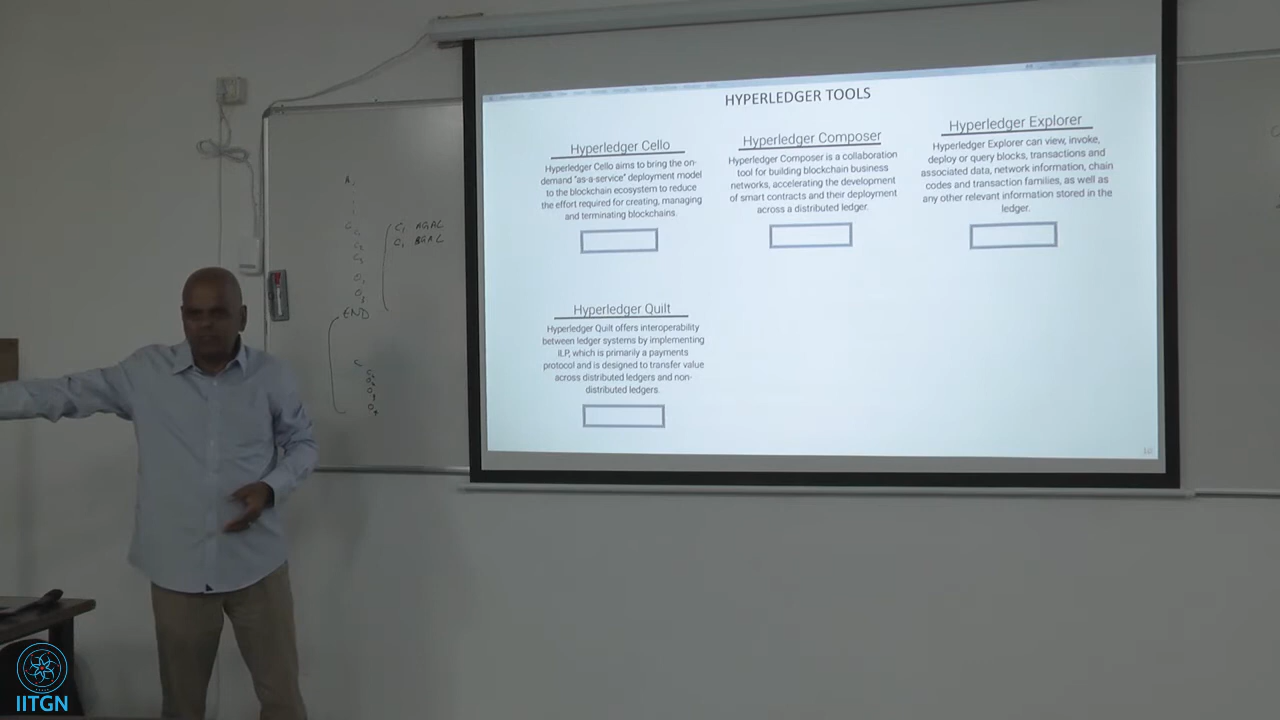 HYPERLEDGER TOOLS
Hyperledger Cello
Hyperledger Cello aims to bring the on-
demand "as-a-service" deployment model
to the blockchain ecosystem to reduce
the effort required for creating, managing
and terminating blockchains.
Hyperledger Composer
Hyperledger Composer is a collaboration
tool for building blockchain business
networks, accelerating the development
of smart contracts and their deployment
across a distributed ledger.
Hyperledger Explorer
Hyperledger Explorer can view, invoke,
deploy or query blocks, transactions and
associated data, network information, chain
codes and transaction families, as well as
any other relevant information stored in the
ledger.
Hyperledger Quilt
Hyperledger Quilt offers interoperability
between ledger systems by implementing
ILP, which is primarily a payments
protocol and is designed to transfer value
across distributed ledgers and non-
distributed ledgers.
END
IITGN